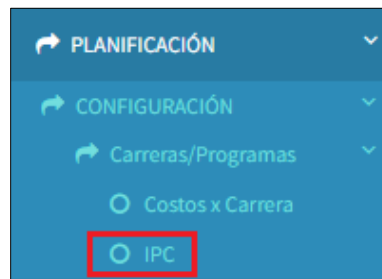 PLANIFICACIÓN
CONFIGURACIÓN
Carreras/Programas
Costos x Carrera
IPC